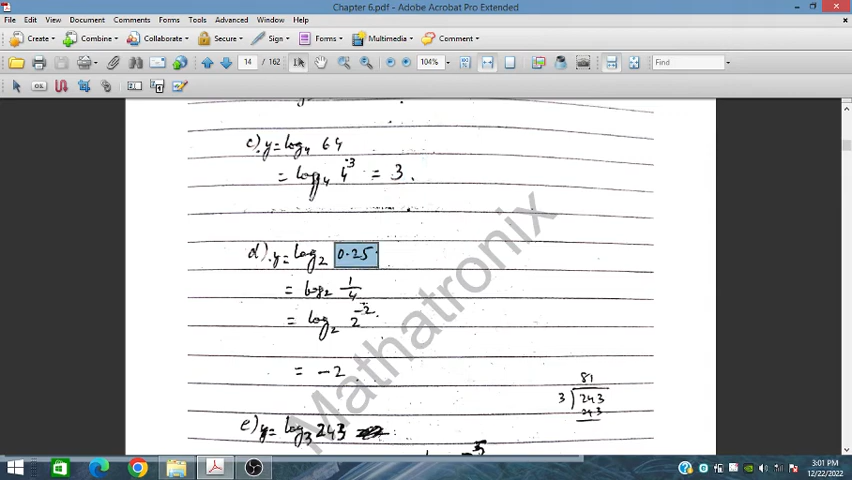 Chapter 6.pdf - Adobe Acrobat Pro Extended
File Edit View Document Comments Forms Tools Advanced Window Help
Create Combine Collaborate Secure Sign Forms Multimedia Comment
14 / 162 104% Find
c). y = log₄ 64
= log₄ 4³ = 3.
d). y = log₂ 0.25
= log₂ 1/4
= log₂ 2⁻²
= -2
81
3 ) 243
243
e) y = log₃ 243
Mathatronix
3:01 PM
12/22/2022